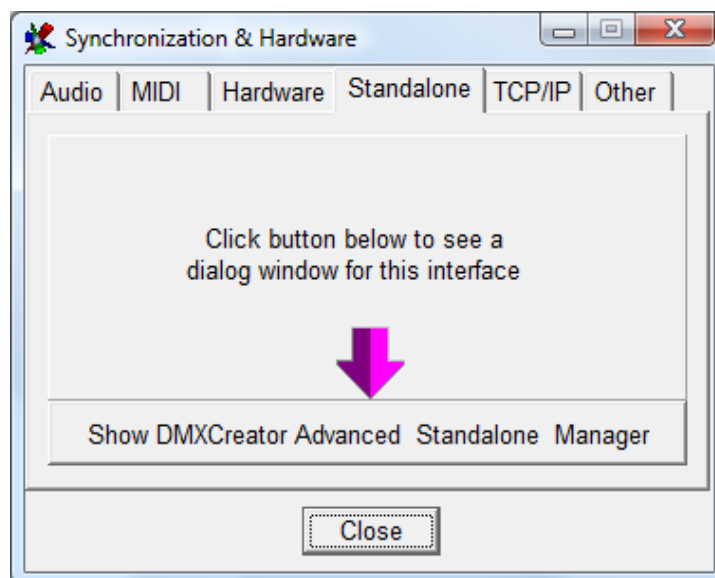 Synchronization & Hardware
Audio MIDI Hardware Standalone TCP/IP Other
Click button below to see a
dialog window for this interface
Show DMXCreator Advanced Standalone Manager
Close